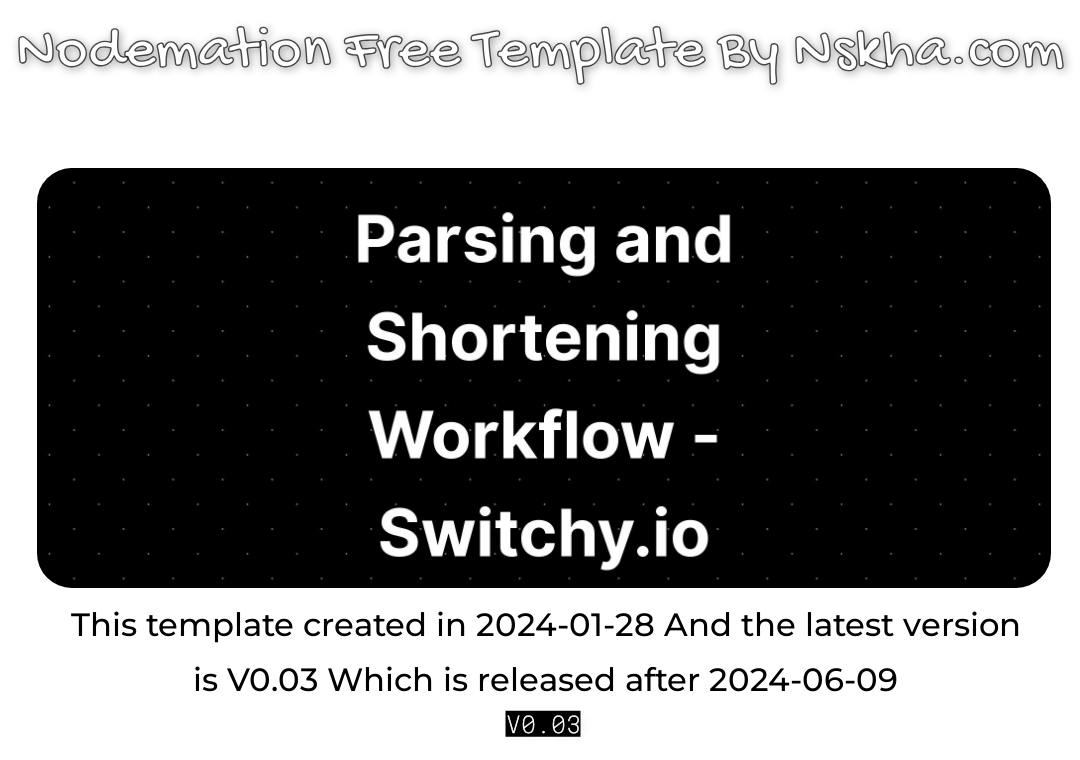 Nodemation Free Template By Nskha.com
Parsing and
Shortening
Workflow -
Switchy.io
This template created in 2024-01-28 And the latest version
is V0.03 Which is released after 2024-06-09
V0.03